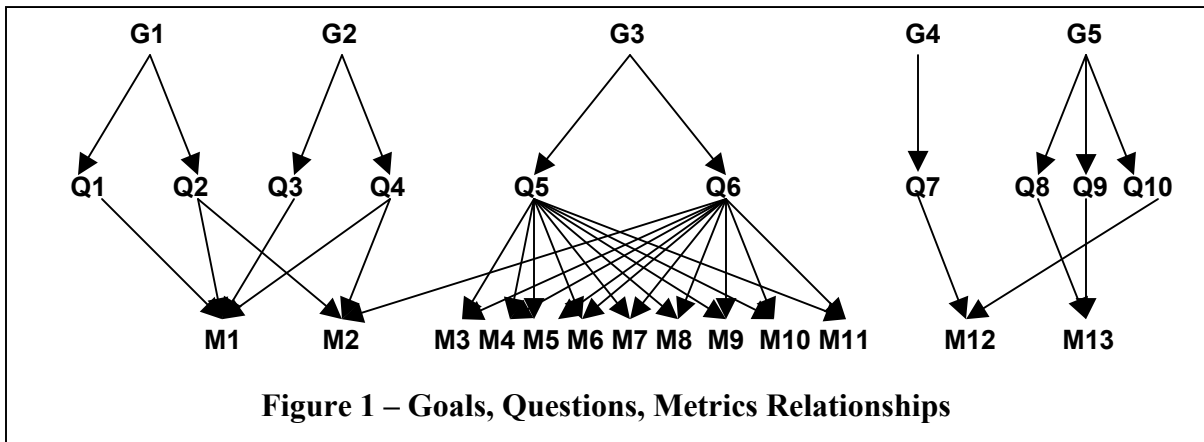 G1 G2 G3 G4 G5
Q1 Q2 Q3 Q4 Q5 Q6 Q7 Q8 Q9 Q10
M1 M2 M3 M4 M5 M6 M7 M8 M9 M10 M11 M12 M13
Figure 1 – Goals, Questions, Metrics Relationships